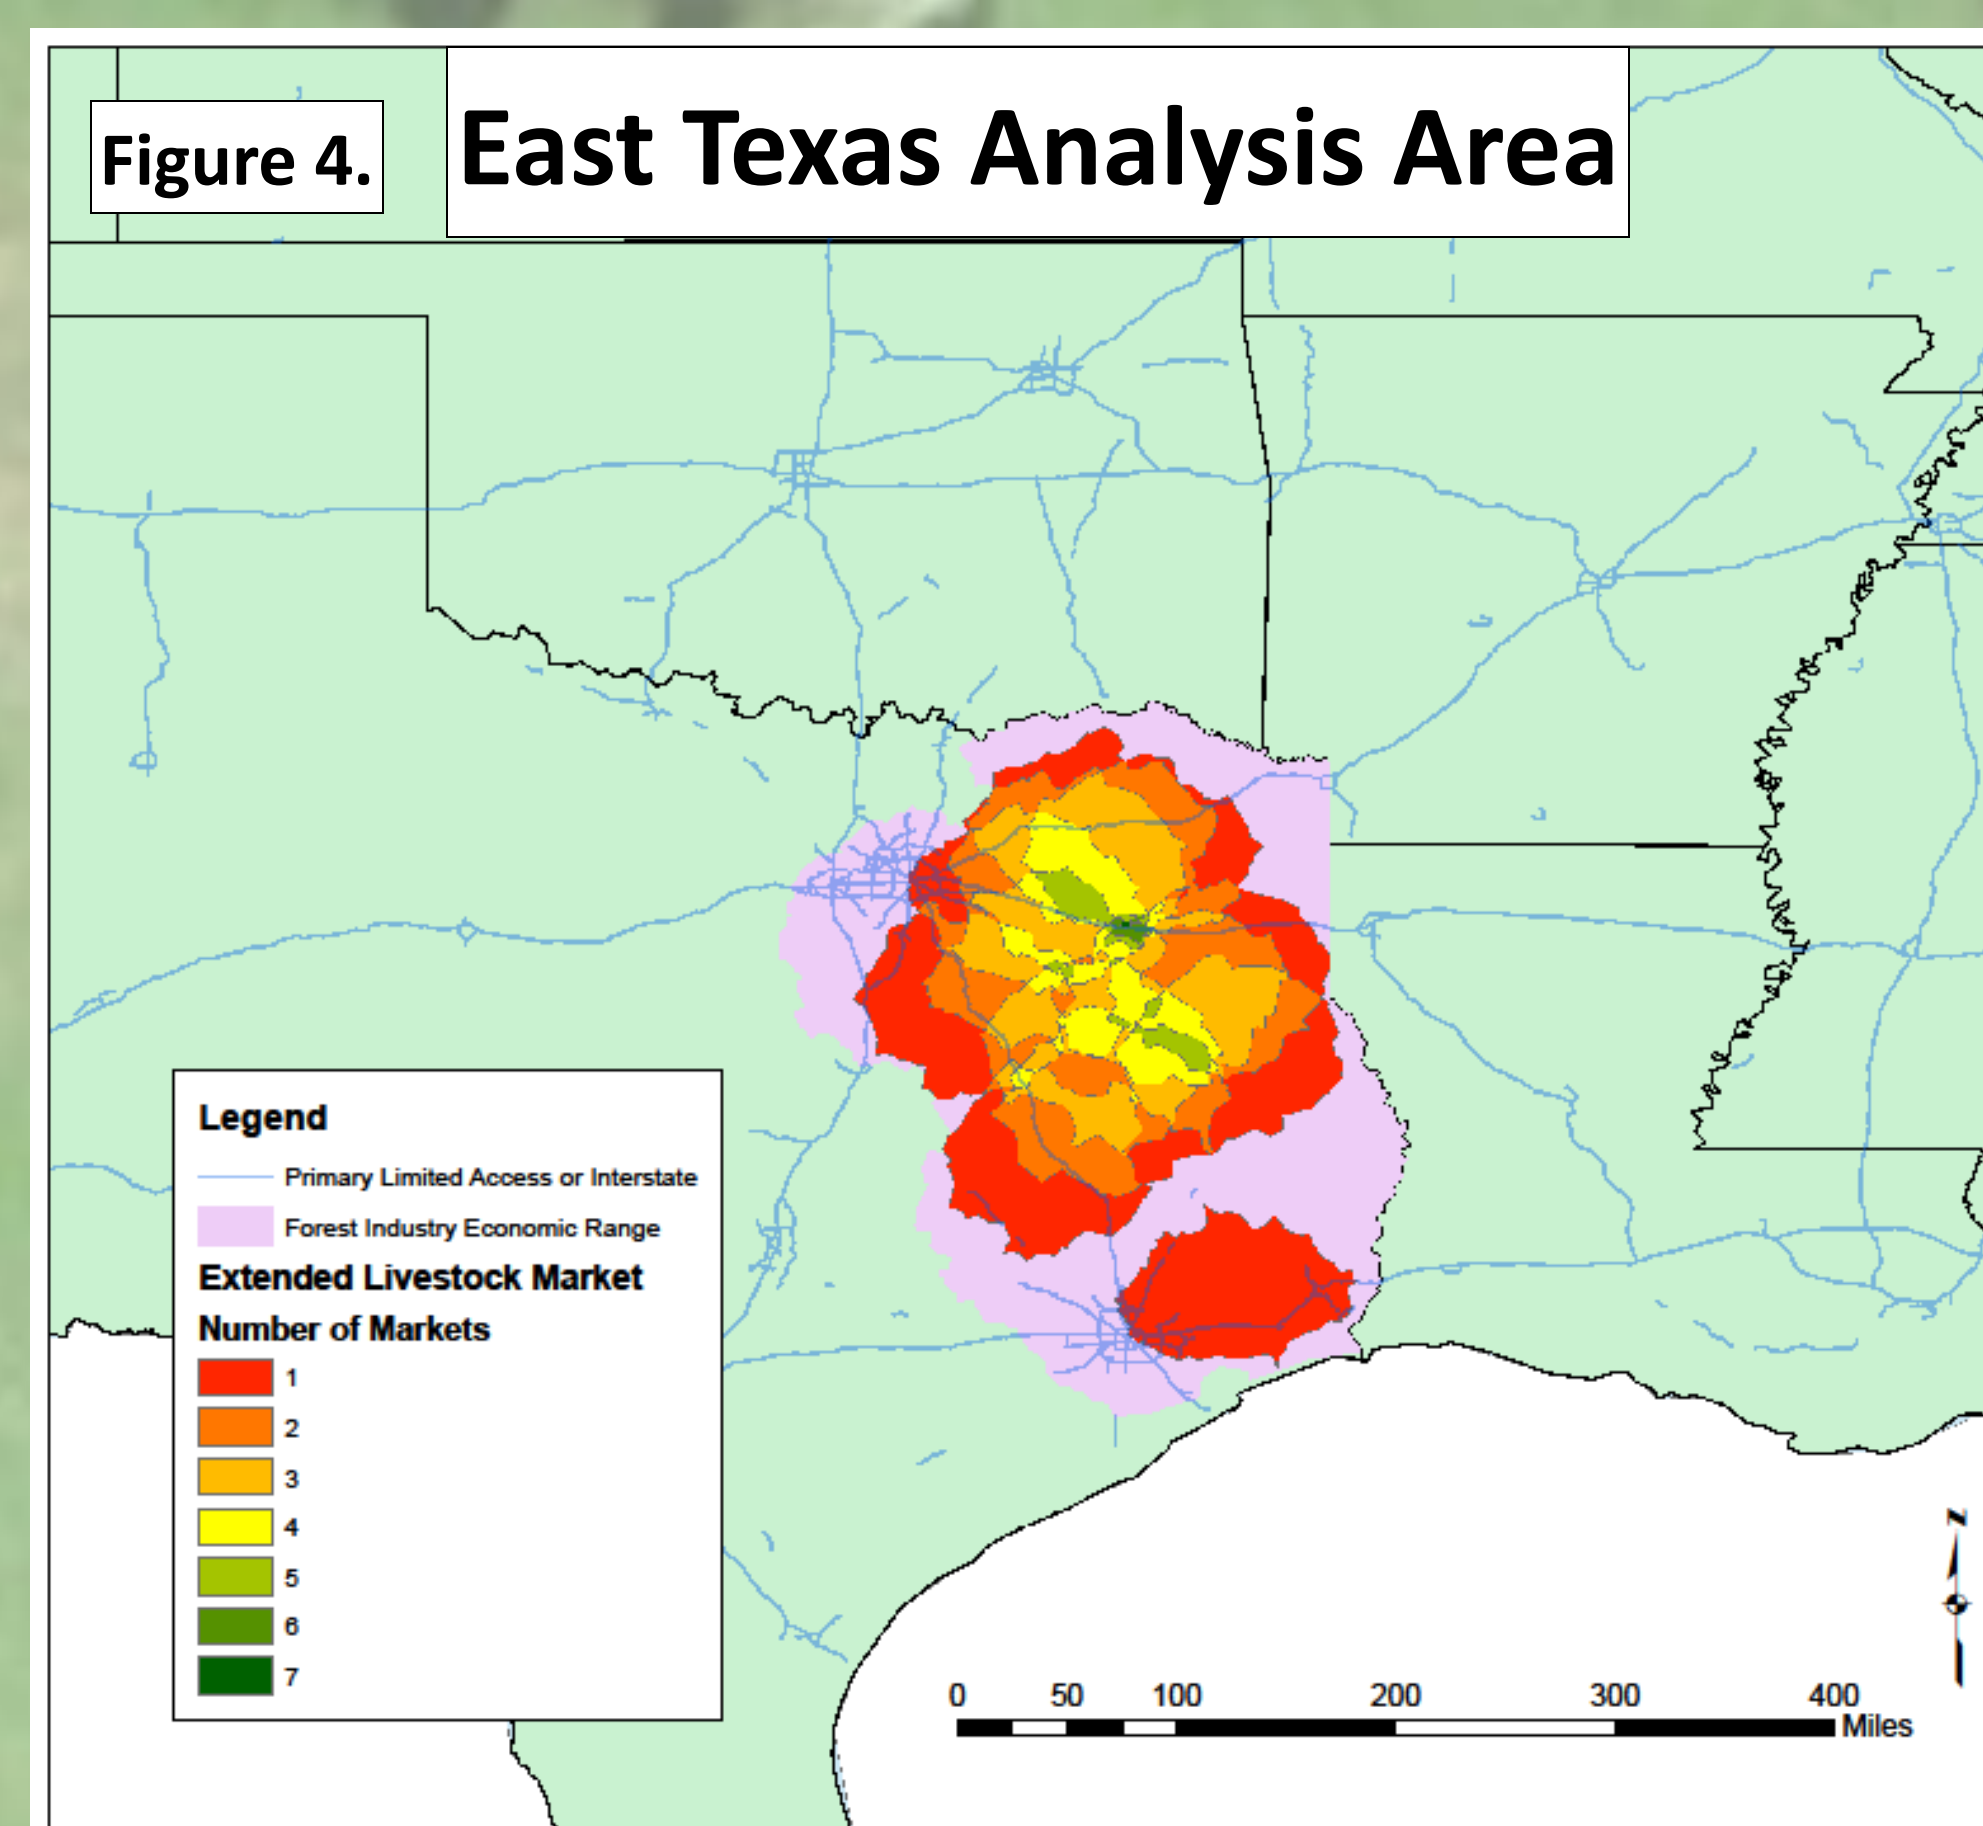 Figure 4.
East Texas Analysis Area
Legend
Primary Limited Access or Interstate
Forest Industry Economic Range
Extended Livestock Market
Number of Markets
1
2
3
4
5
6
7
N
0 50 100 200 300 400
Miles